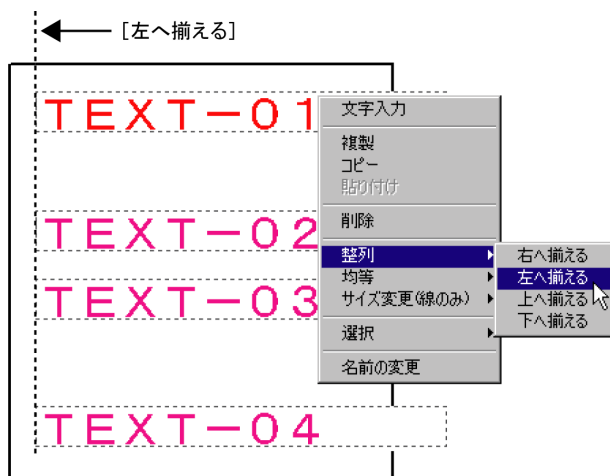 [左へ揃える]
TEXT-01
TEXT-02
TEXT-03
TEXT-04
文字入力
複製
コピー
貼り付け
削除
整列
均等
サイズ変更(線のみ)
選択
名前の変更
右へ揃える
左へ揃える
上へ揃える
下へ揃える